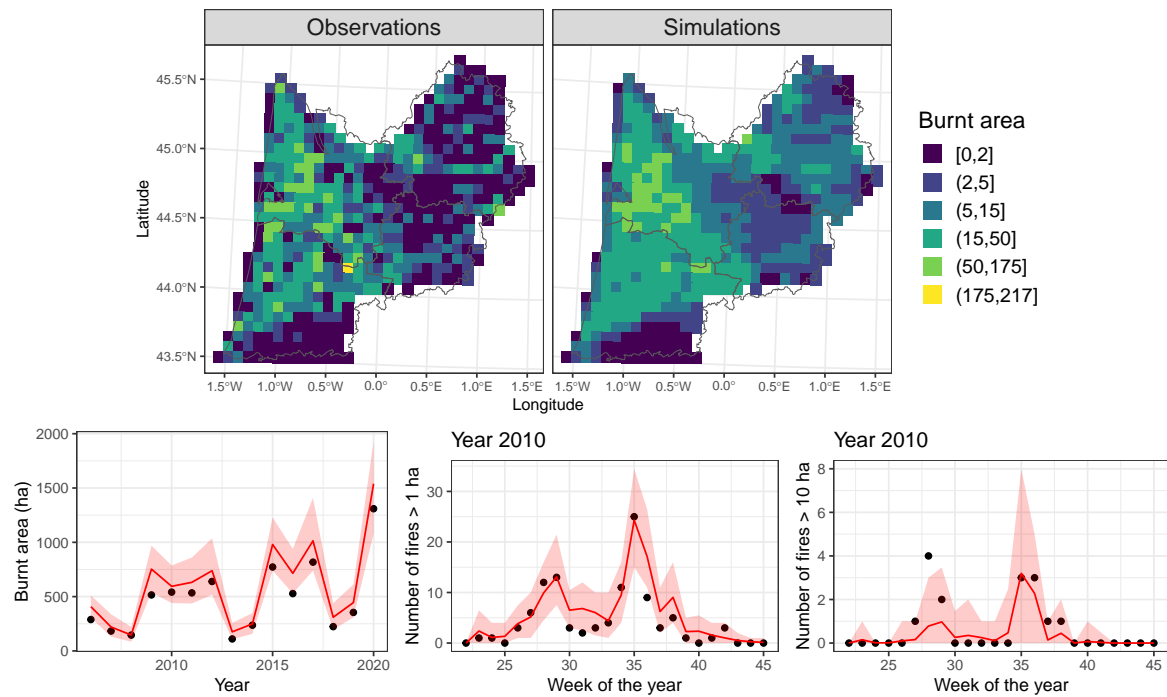 Observations
Simulations
45.5°N
45.0°N
44.5°N
44.0°N
43.5°N
Latitude
1.5°W 1.0°W 0.5°W 0.0° 0.5°E 1.0°E 1.5°E
1.5°W 1.0°W 0.5°W 0.0° 0.5°E 1.0°E 1.5°E
Longitude
Burnt area
[0,2]
(2,5]
(5,15]
(15,50]
(50,175]
(175,217]
2000
1500
1000
500
0
Burnt area (ha)
2010 2015 2020
Year
Year 2010
30
20
10
0
Number of fires > 1 ha
25 30 35 40 45
Week of the year
Year 2010
8
6
4
2
0
Number of fires > 10 ha
25 30 35 40 45
Week of the year